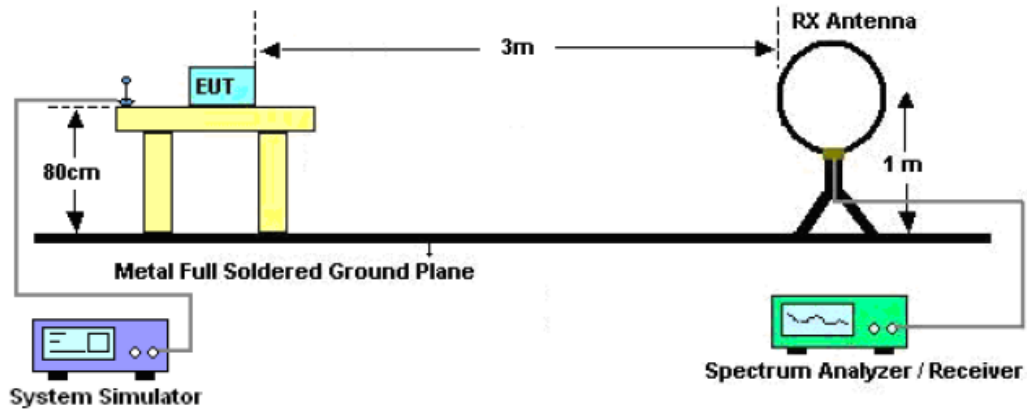 RX Antenna
3m
EUT
80cm
1 m
Metal Full Soldered Ground Plane
System Simulator
Spectrum Analyzer / Receiver